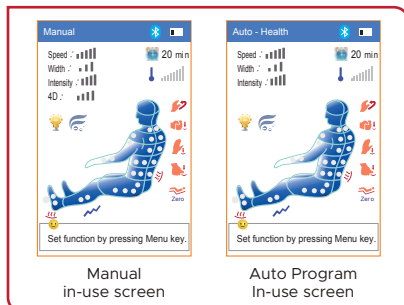 Manual
Speed :
20 min
Width :
Intensity :
4D :
Zero
Set function by pressing Menu key.
Manual
in-use screen
Auto - Health
Speed :
20 min
Width :
Intensity :
Zero
Set function by pressing Menu key.
Auto Program
In-use screen